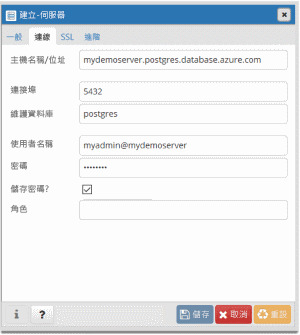 建立-伺服器
一般 連線 SSL 進階
主機名稱/位址 mydemoserver.postgres.database.azure.com
連接埠 5432
維護資料庫 postgres
使用者名稱 myadmin@mydemoserver
密碼 ••••••••
儲存密碼?
角色
i ? 儲存 取消 重設